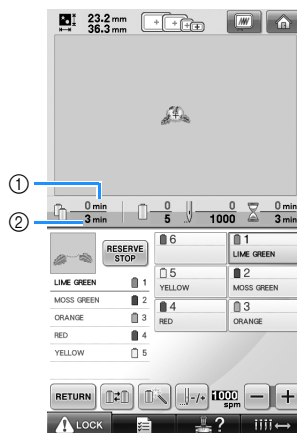 23.2 mm
36.3 mm
① 0 min 0 0 0 min
② 3 min 5 1000 3 min
RESERVE STOP
LIME GREEN 1
MOSS GREEN 2
ORANGE 3
RED 4
YELLOW 5
6
1 LIME GREEN
5 YELLOW
2 MOSS GREEN
4 RED
3 ORANGE
RETURN -/+ 1000 spm − +
LOCK ?